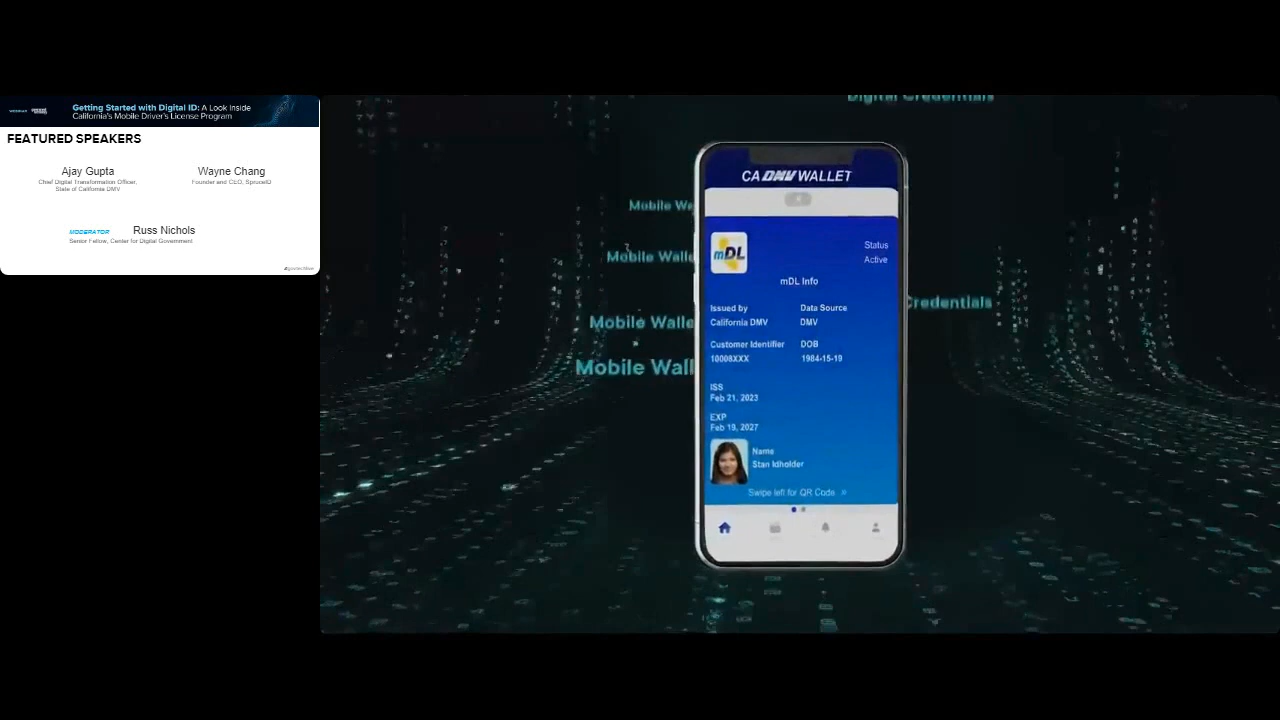 WEBINAR
Getting Started with Digital ID: A Look Inside
California's Mobile Driver's License Program
FEATURED SPEAKERS
Ajay Gupta
Chief Digital Transformation Officer,
State of California DMV
Wayne Chang
Founder and CEO, SpruceID
MODERATOR Russ Nichols
Senior Fellow, Center for Digital Government
Digital Credentials
Mobile We
Mobile Walle
Mobile Walle
Mobile Wall
Credentials
CA DMV WALLET
mDL
Status
Active
mDL Info
Issued by
California DMV
Data Source
DMV
Customer Identifier
10008XXX
DOB
1984-15-19
ISS
Feb 21, 2023
EXP
Feb 19, 2027
Name
Stan Idholder
Swipe left for QR Code »